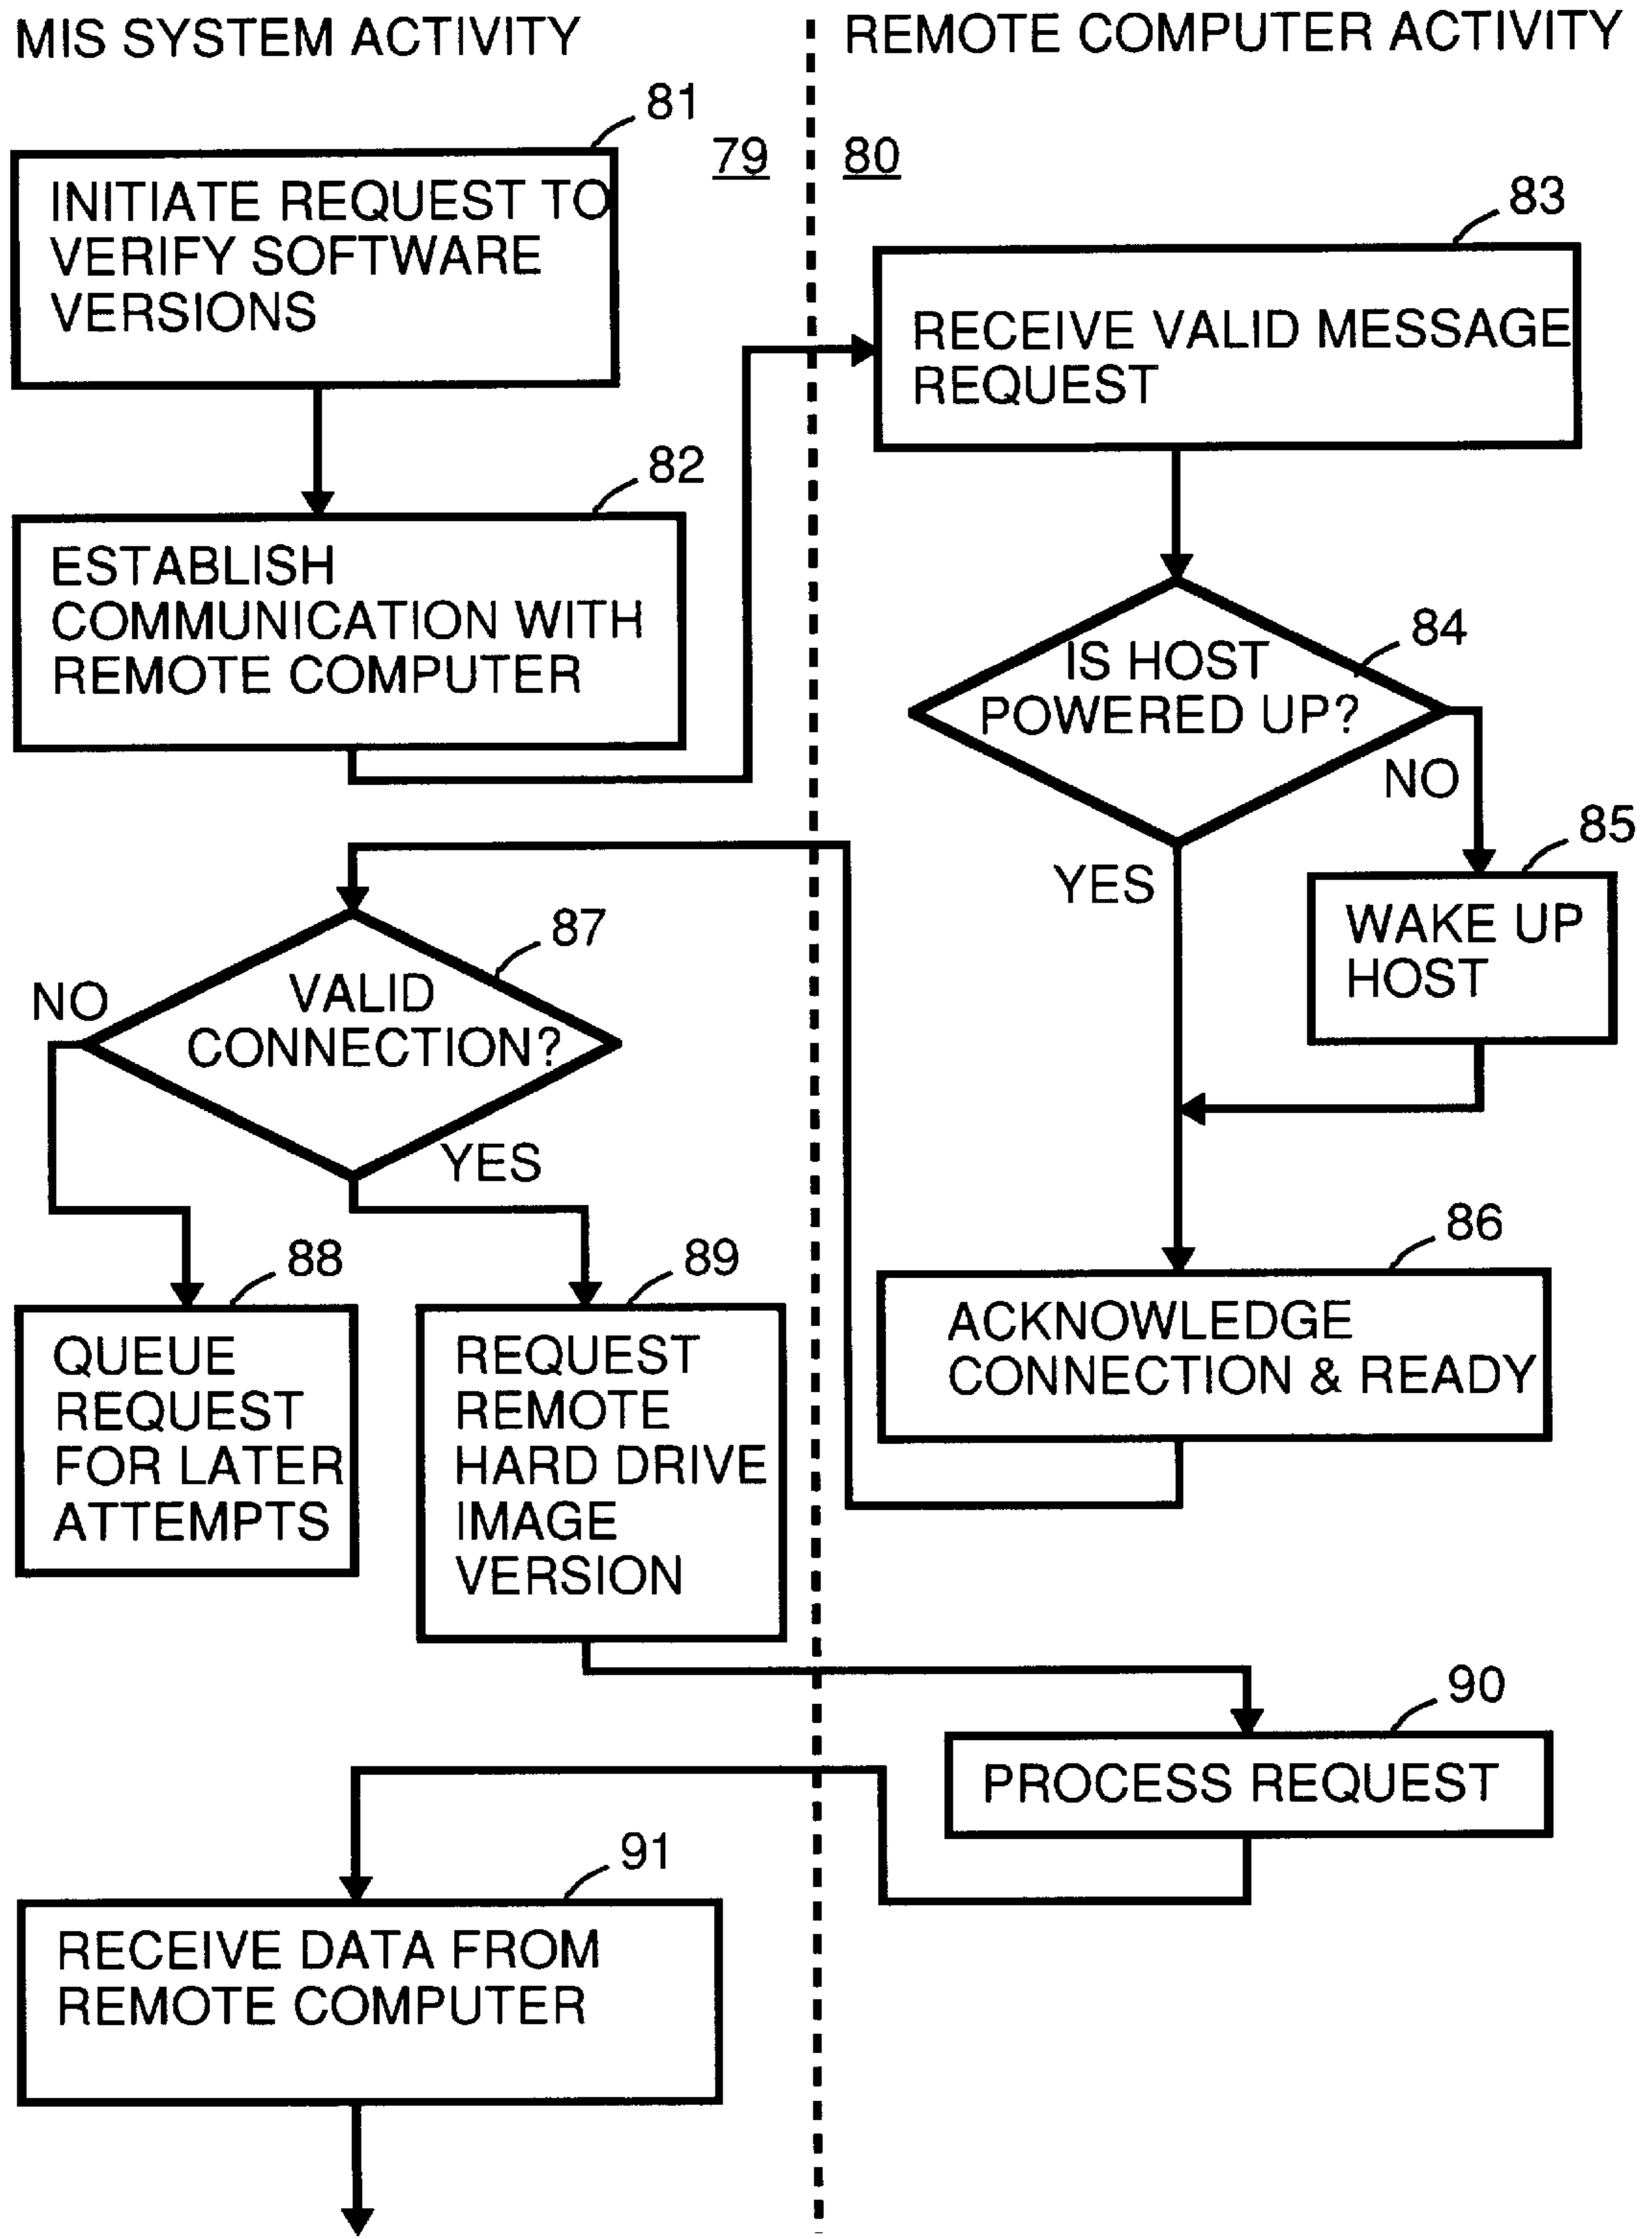 MIS SYSTEM ACTIVITY
REMOTE COMPUTER ACTIVITY
79
80
81
INITIATE REQUEST TO
VERIFY SOFTWARE
VERSIONS
83
RECEIVE VALID MESSAGE
REQUEST
82
ESTABLISH
COMMUNICATION WITH
REMOTE COMPUTER
84
IS HOST
POWERED UP?
NO
YES
85
WAKE UP
HOST
87
VALID
CONNECTION?
NO
YES
86
ACKNOWLEDGE
CONNECTION & READY
88
QUEUE
REQUEST
FOR LATER
ATTEMPTS
89
REQUEST
REMOTE
HARD DRIVE
IMAGE
VERSION
90
PROCESS REQUEST
91
RECEIVE DATA FROM
REMOTE COMPUTER